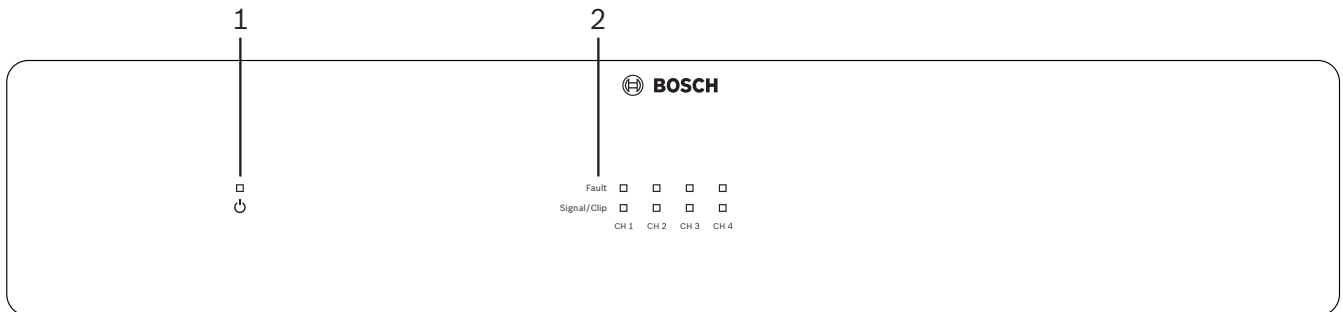 1 2
BOSCH
Fault
Signal/Clip
CH 1 CH 2 CH 3 CH 4